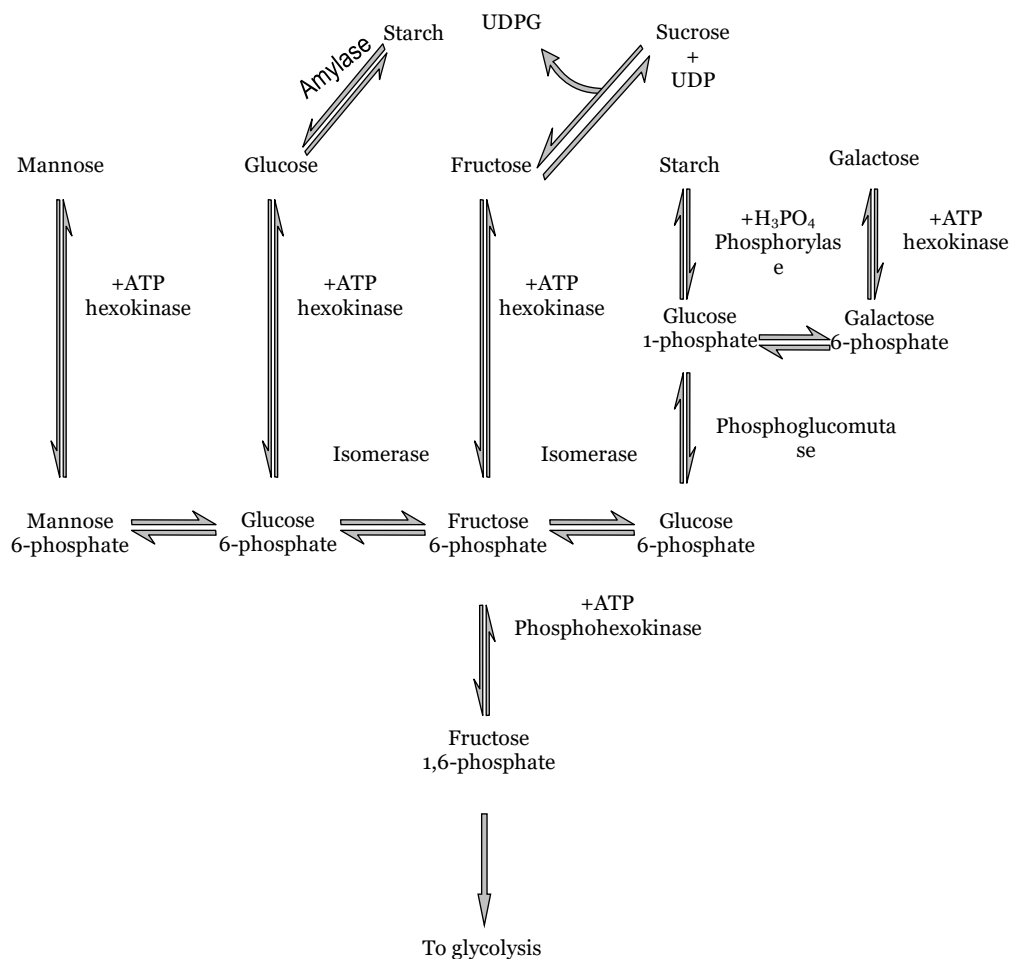 Starch
UDPG
Sucrose
+
UDP
Amylase
Mannose
Glucose
Fructose
Starch
Galactose
+ATP
hexokinase
+ATP
hexokinase
+ATP
hexokinase
+H₃PO₄
Phosphorylas
e
+ATP
hexokinase
Glucose
1-phosphate
Galactose
6-phosphate
Isomerase
Isomerase
Phosphoglucomuta
se
Mannose
6-phosphate
Glucose
6-phosphate
Fructose
6-phosphate
Glucose
6-phosphate
+ATP
Phosphohexokinase
Fructose
1,6-phosphate
To glycolysis